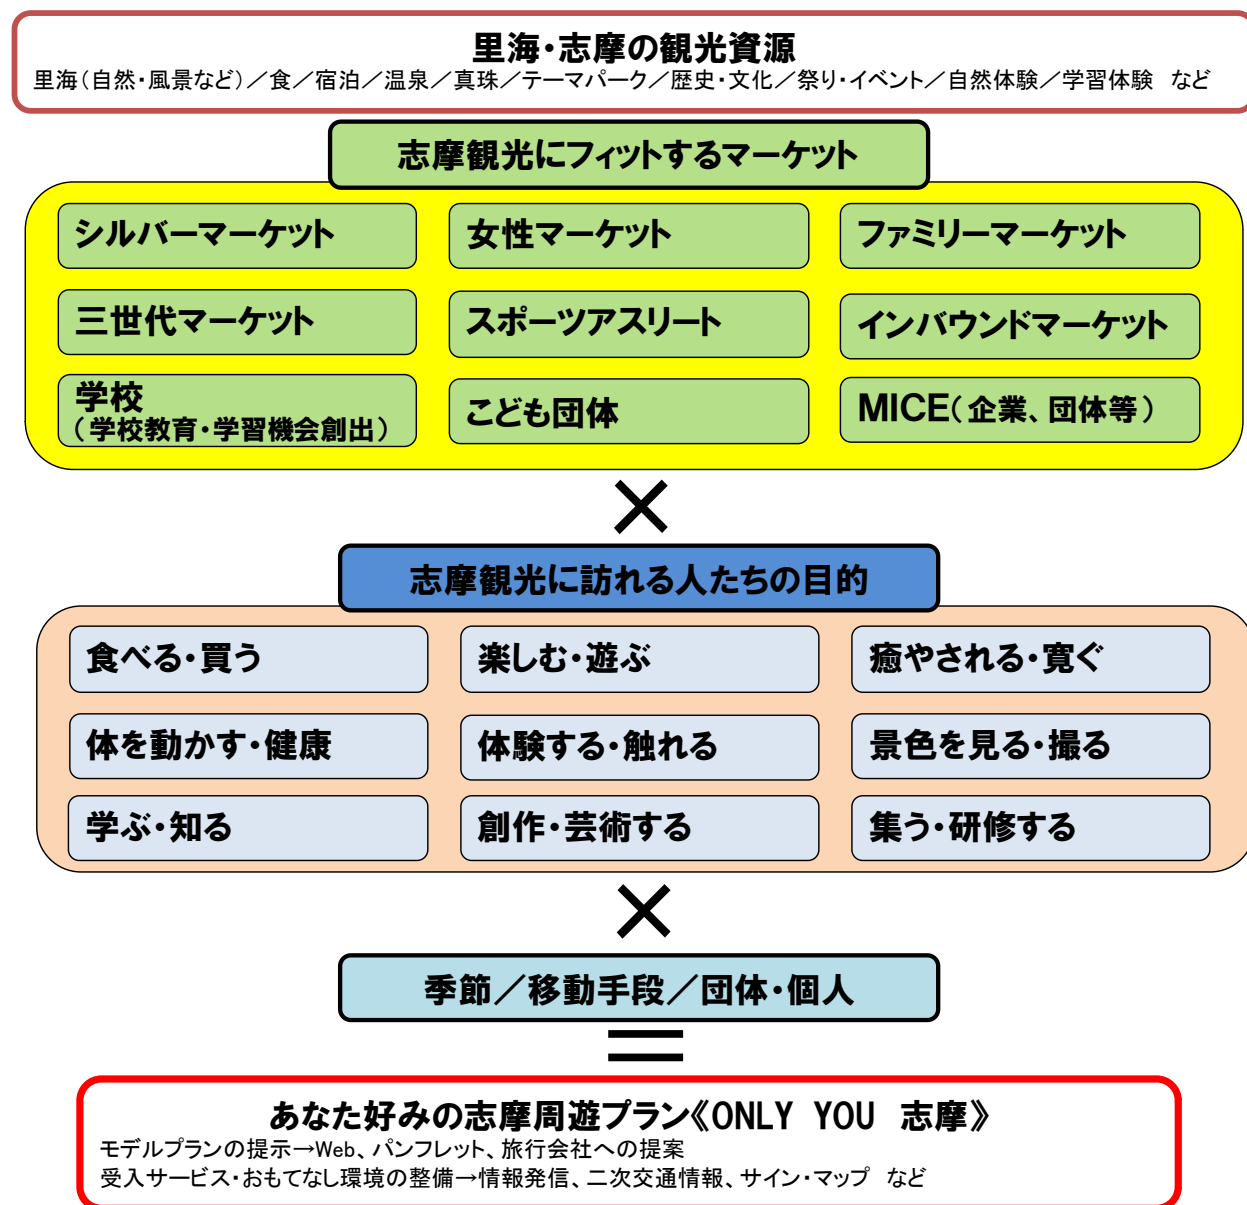 里海・志摩の観光資源
里海（自然・風景など）／食／宿泊／温泉／真珠／テーマパーク／歴史・文化／祭り・イベント／自然体験／学習体験　など
志摩観光にフィットするマーケット
シルバーマーケット
女性マーケット
ファミリーマーケット
三世代マーケット
スポーツアスリート
インバウンドマーケット
学校
（学校教育・学習機会創出）
こども団体
MICE（企業、団体等）
×
志摩観光に訪れる人たちの目的
食べる・買う
楽しむ・遊ぶ
癒やされる・寛ぐ
体を動かす・健康
体験する・触れる
景色を見る・撮る
学ぶ・知る
創作・芸術する
集う・研修する
×
季節／移動手段／団体・個人
＝
あなた好みの志摩周遊プラン《ONLY YOU 志摩》
モデルプランの提示→Web、パンフレット、旅行会社への提案
受入サービス・おもてなし環境の整備→情報発信、二次交通情報、サイン・マップ　など